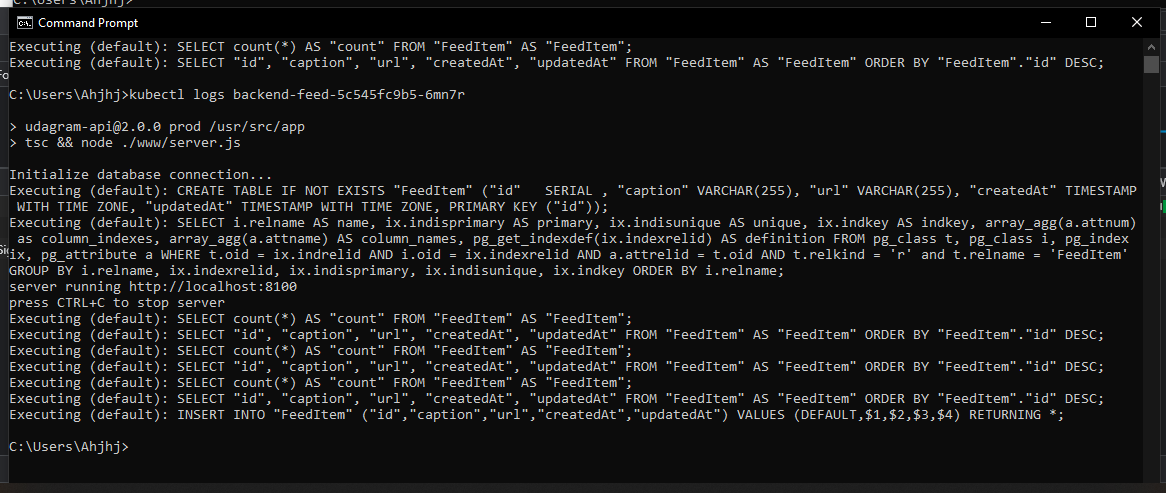 C:\Users\Ahjhj>
Command Prompt
Executing (default): SELECT count(*) AS "count" FROM "FeedItem" AS "FeedItem";
Executing (default): SELECT "id", "caption", "url", "createdAt", "updatedAt" FROM "FeedItem" AS "FeedItem" ORDER BY "FeedItem"."id" DESC;
C:\Users\Ahjhj>kubectl logs backend-feed-5c545fc9b5-6mn7r
> udagram-api@2.0.0 prod /usr/src/app
> tsc && node ./www/server.js
Initialize database connection...
Executing (default): CREATE TABLE IF NOT EXISTS "FeedItem" ("id"   SERIAL , "caption" VARCHAR(255), "url" VARCHAR(255), "createdAt" TIMESTAMP
WITH TIME ZONE, "updatedAt" TIMESTAMP WITH TIME ZONE, PRIMARY KEY ("id"));
Executing (default): SELECT i.relname AS name, ix.indisprimary AS primary, ix.indisunique AS unique, ix.indkey AS indkey, array_agg(a.attnum)
as column_indexes, array_agg(a.attname) AS column_names, pg_get_indexdef(ix.indexrelid) AS definition FROM pg_class t, pg_class i, pg_index
ix, pg_attribute a WHERE t.oid = ix.indrelid AND i.oid = ix.indexrelid AND a.attrelid = t.oid AND t.relkind = 'r' and t.relname = 'FeedItem'
GROUP BY i.relname, ix.indexrelid, ix.indisprimary, ix.indisunique, ix.indkey ORDER BY i.relname;
server running http://localhost:8100
press CTRL+C to stop server
Executing (default): SELECT count(*) AS "count" FROM "FeedItem" AS "FeedItem";
Executing (default): SELECT "id", "caption", "url", "createdAt", "updatedAt" FROM "FeedItem" AS "FeedItem" ORDER BY "FeedItem"."id" DESC;
Executing (default): SELECT count(*) AS "count" FROM "FeedItem" AS "FeedItem";
Executing (default): SELECT "id", "caption", "url", "createdAt", "updatedAt" FROM "FeedItem" AS "FeedItem" ORDER BY "FeedItem"."id" DESC;
Executing (default): SELECT count(*) AS "count" FROM "FeedItem" AS "FeedItem";
Executing (default): SELECT "id", "caption", "url", "createdAt", "updatedAt" FROM "FeedItem" AS "FeedItem" ORDER BY "FeedItem"."id" DESC;
Executing (default): INSERT INTO "FeedItem" ("id","caption","url","createdAt","updatedAt") VALUES (DEFAULT,$1,$2,$3,$4) RETURNING *;
C:\Users\Ahjhj>